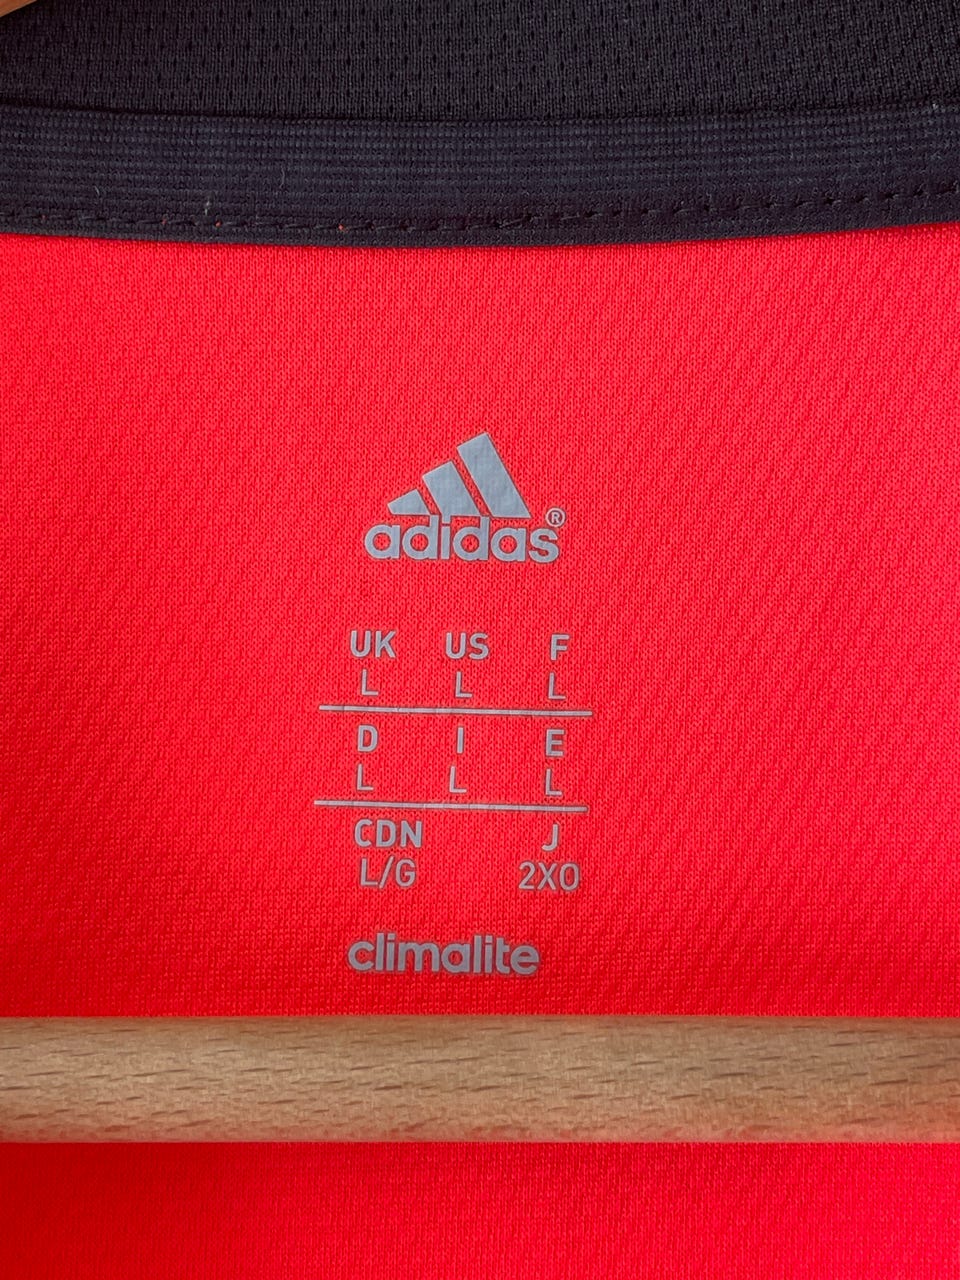 adidas®
UK US F
L L L
D I E
L L L
CDN J
L/G 2XO
climalite